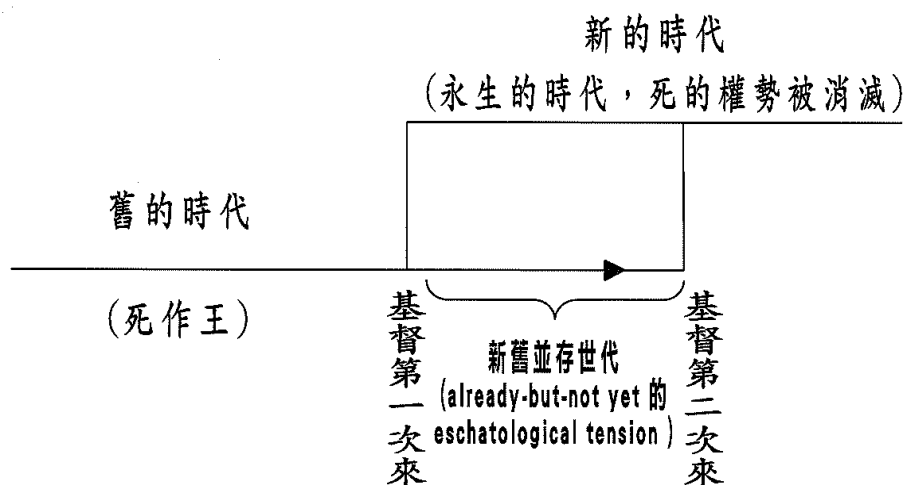 新的時代
(永生的時代，死的權勢被消滅)
舊的時代
(死作王)
基督第一次來
新舊並存世代
(already-but-not yet 的
eschatological tension )
基督第二次來